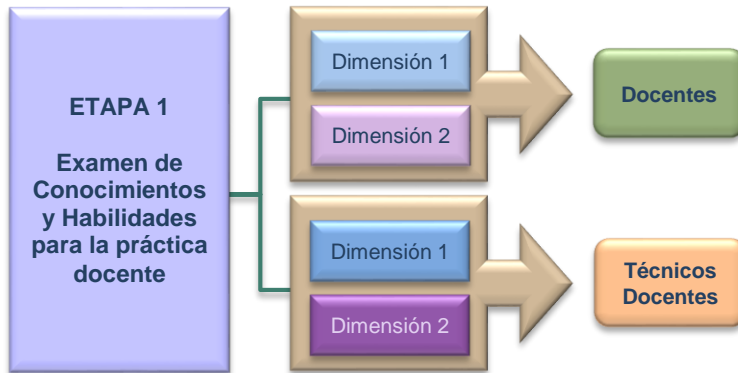 ETAPA 1
Examen de
Conocimientos
y Habilidades
para la práctica
docente
Dimensión 1
Dimensión 2
Docentes
Dimensión 1
Dimensión 2
Técnicos
Docentes